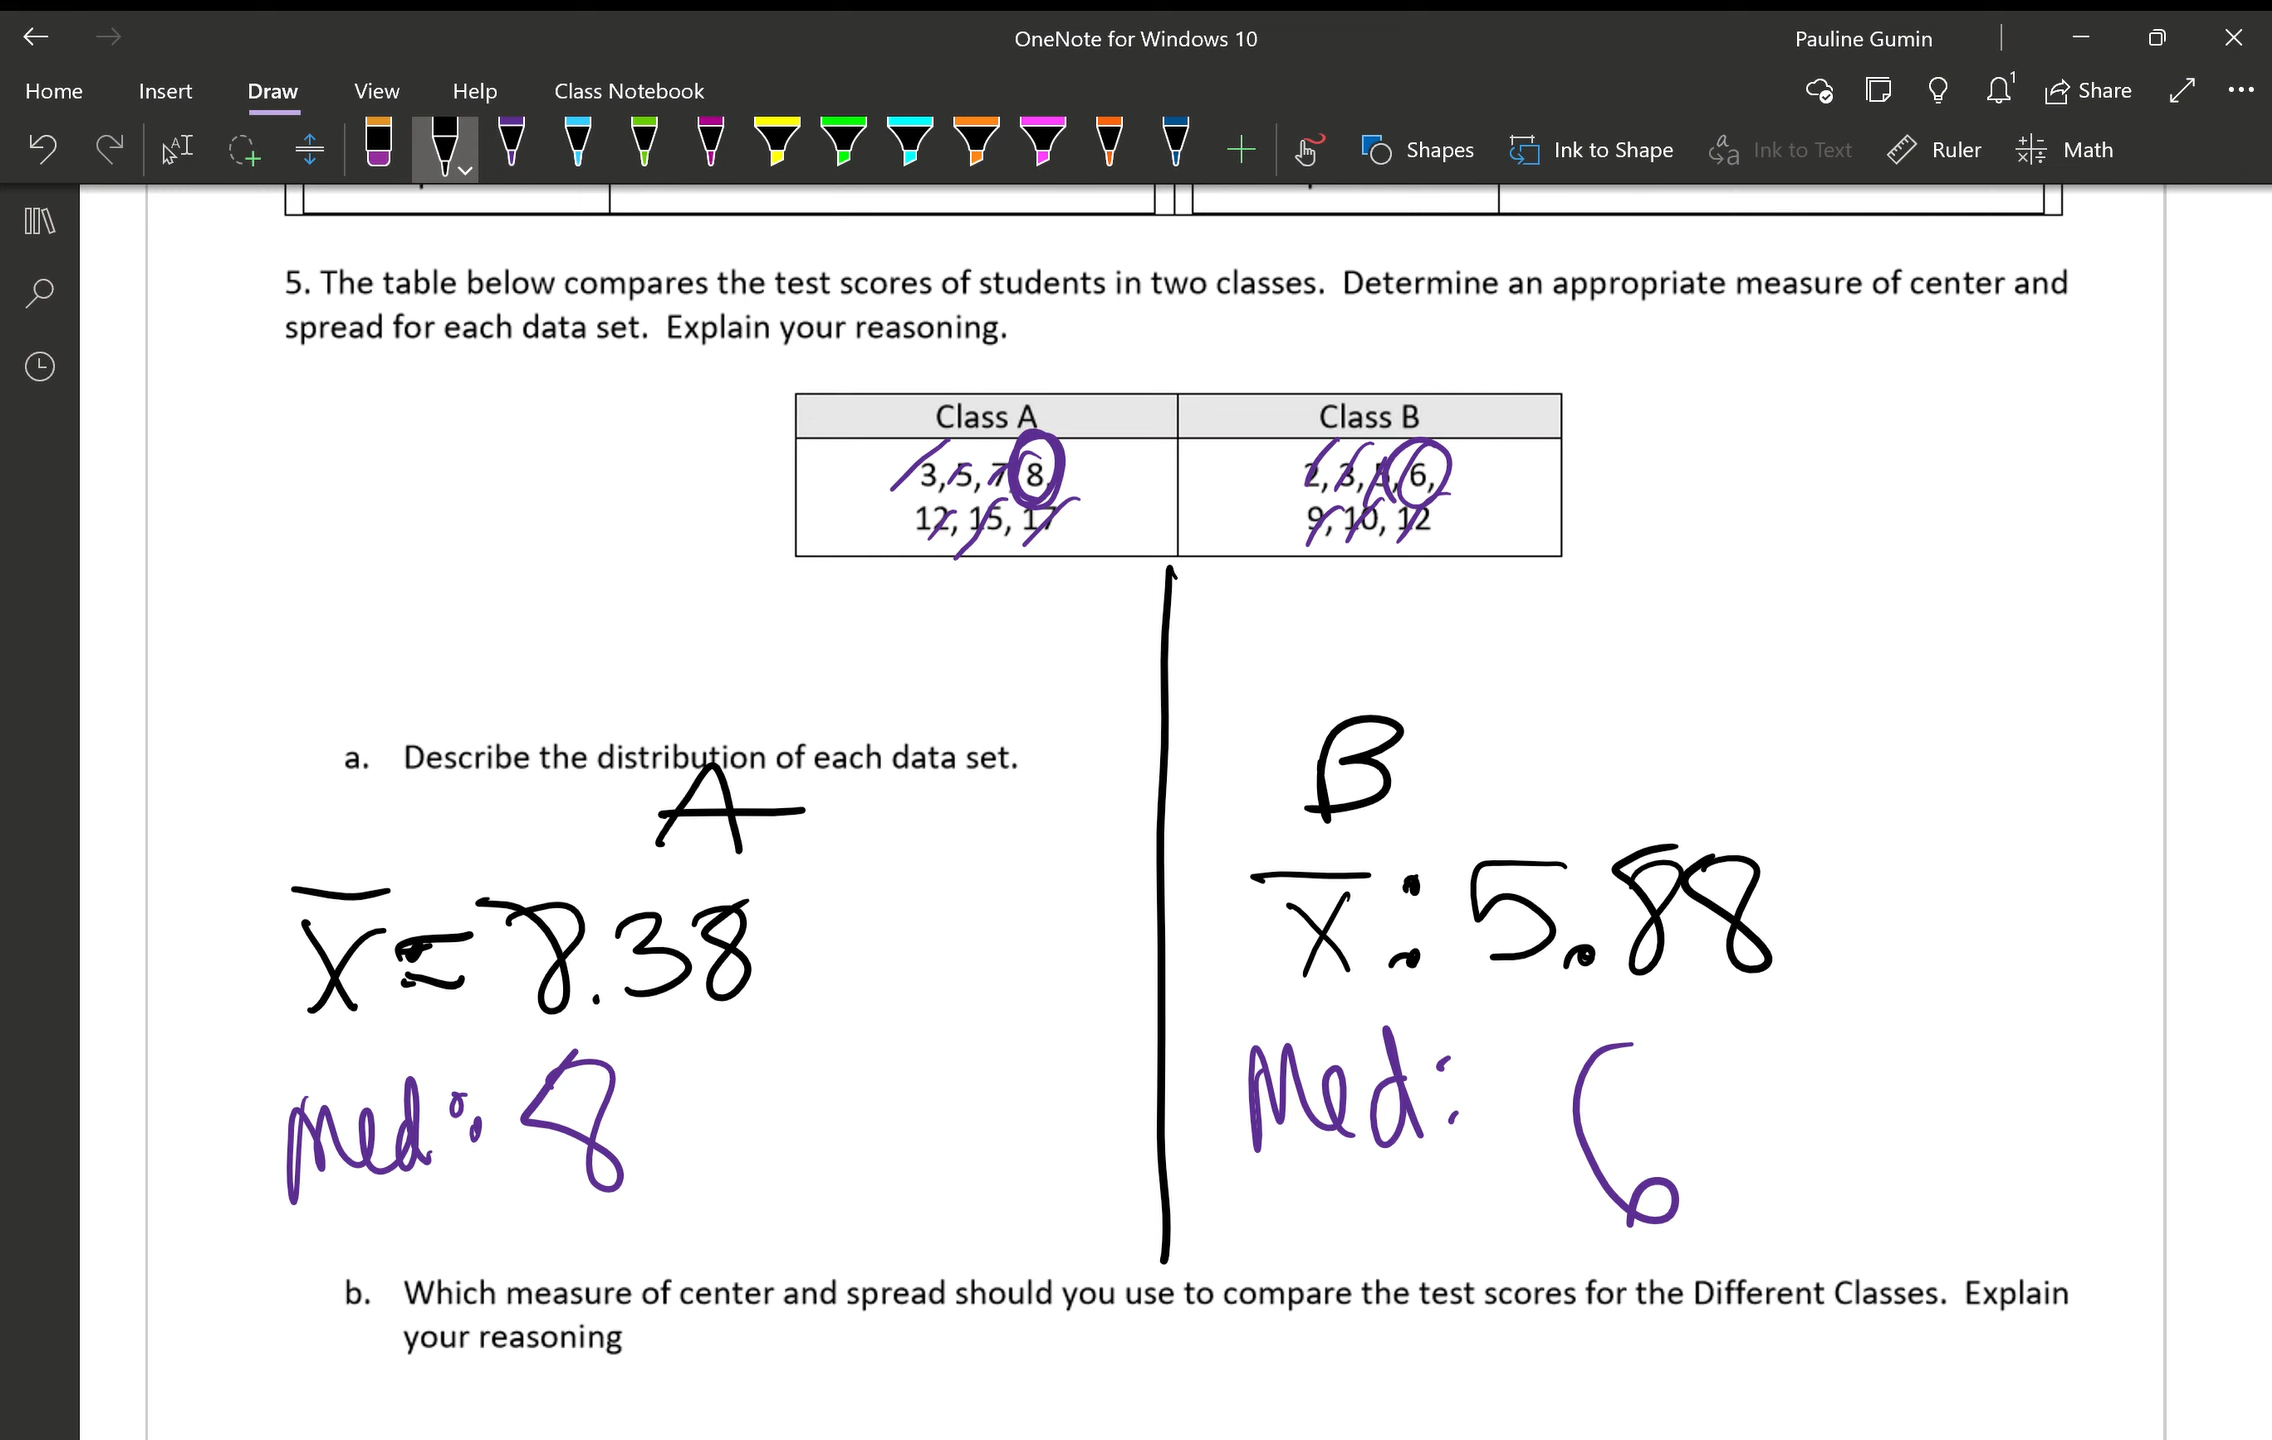 OneNote for Windows 10
Pauline Gumin
Home Insert Draw View Help Class Notebook
1 Share
Shapes Ink to Shape Ink to Text Ruler Math
5. The table below compares the test scores of students in two classes. Determine an appropriate measure of center and
spread for each data set. Explain your reasoning.
Class A Class B
3, 5, 7, 8, 2, 3, 5, 6,
12, 15, 17 9, 10, 12
a. Describe the distribution of each data set.
A B
x̅ = 8.38 x̅: 5.88
Med: 8 Med: 6
b. Which measure of center and spread should you use to compare the test scores for the Different Classes. Explain
your reasoning